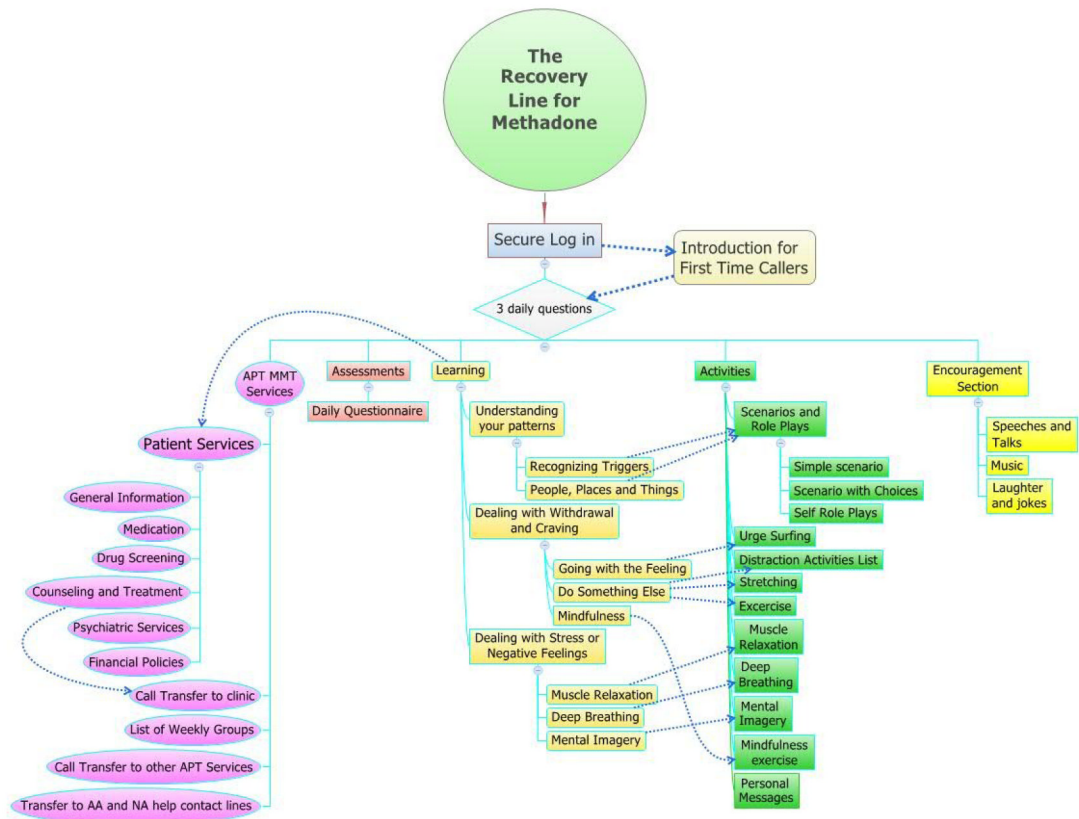 The
Recovery
Line for
Methadone
Secure Log in
Introduction for
First Time Callers
3 daily questions
APT MMT
Services
Patient Services
General Information
Medication
Drug Screening
Counseling and Treatment
Psychiatric Services
Financial Policies
Call Transfer to clinic
List of Weekly Groups
Call Transfer to other APT Services
Transfer to AA and NA help contact lines
Assessments
Daily Questionnaire
Learning
Understanding
your patterns
Recognizing Triggers
People, Places and Things
Dealing with Withdrawal
and Craving
Going with the Feeling
Do Something Else
Mindfulness
Dealing with Stress or
Negative Feelings
Muscle Relaxation
Deep Breathing
Mental Imagery
Activities
Scenarios and
Role Plays
Simple scenario
Scenario with Choices
Self Role Plays
Urge Surfing
Distraction Activities List
Stretching
Excercise
Muscle
Relaxation
Deep
Breathing
Mental
Imagery
Mindfulness
exercise
Personal
Messages
Encouragement
Section
Speeches and
Talks
Music
Laughter
and jokes